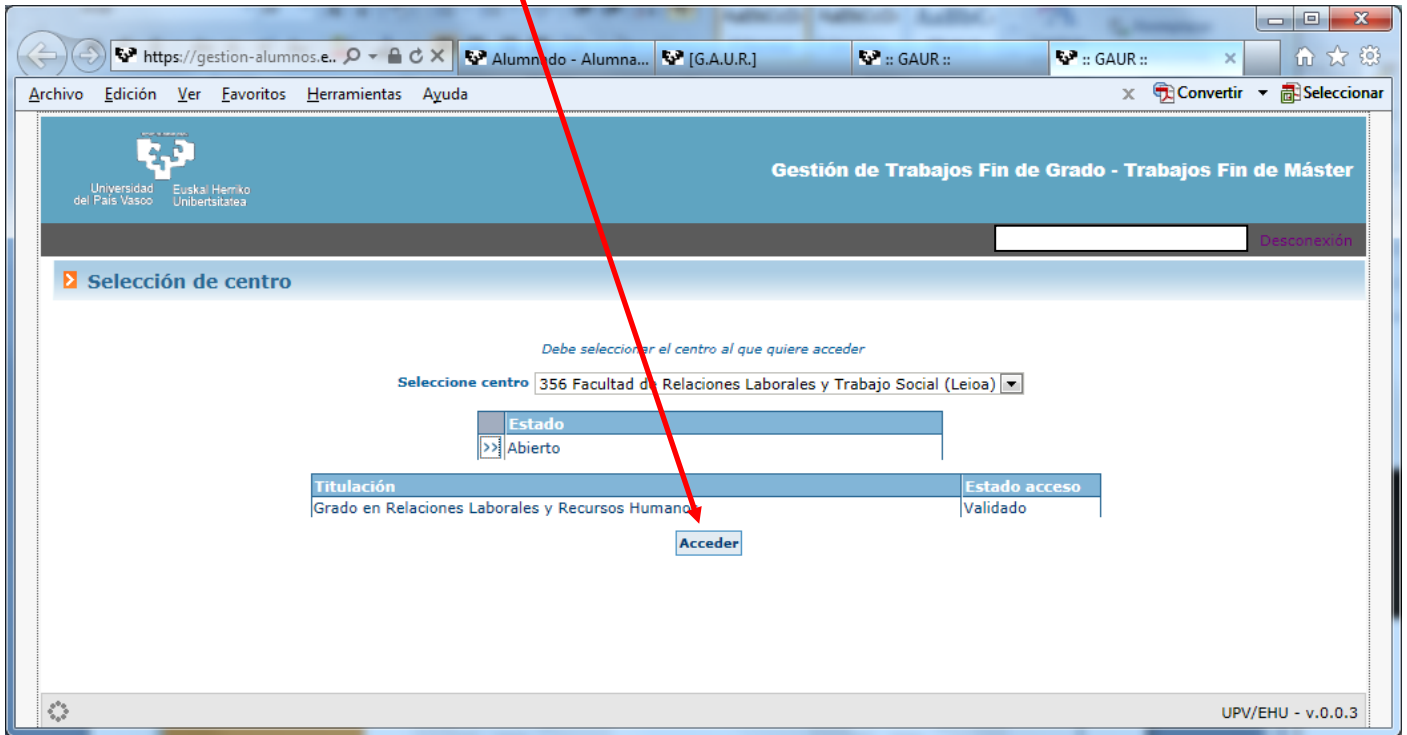 https://gestion-alumnos.e.. Alumnado - Alumna... [G.A.U.R.] :: GAUR :: :: GAUR ::
Archivo Edición Ver Favoritos Herramientas Ayuda x Convertir Seleccionar
Universidad del País Vasco Euskal Herriko Unibertsitatea
Gestión de Trabajos Fin de Grado - Trabajos Fin de Máster
Desconexión
Selección de centro
Debe seleccionar el centro al que quiere acceder
Seleccione centro 356 Facultad de Relaciones Laborales y Trabajo Social (Leioa)
Estado
>> Abierto
Titulación Estado acceso
Grado en Relaciones Laborales y Recursos Humanos Validado
Acceder
UPV/EHU - v.0.0.3